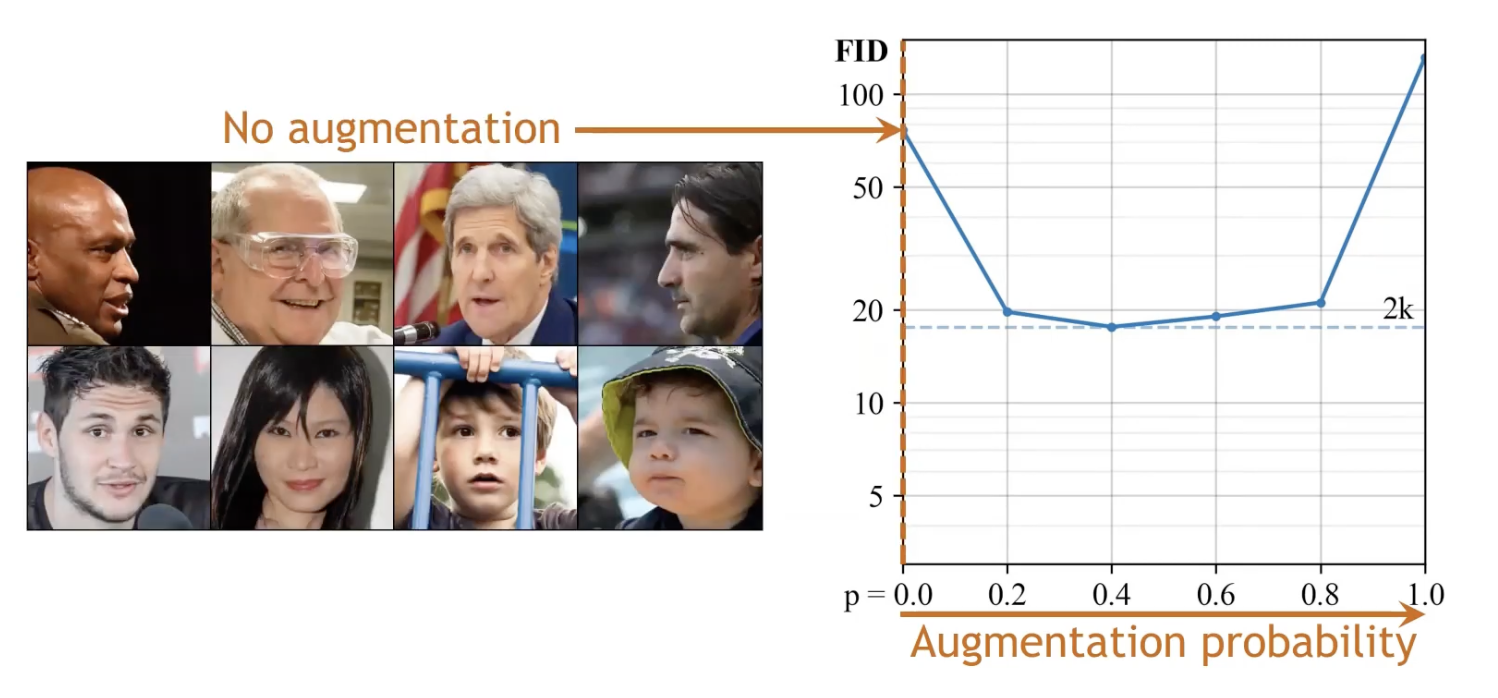 No augmentation
FID
100
50
20
10
5
2k
p = 0.0 0.2 0.4 0.6 0.8 1.0
Augmentation probability